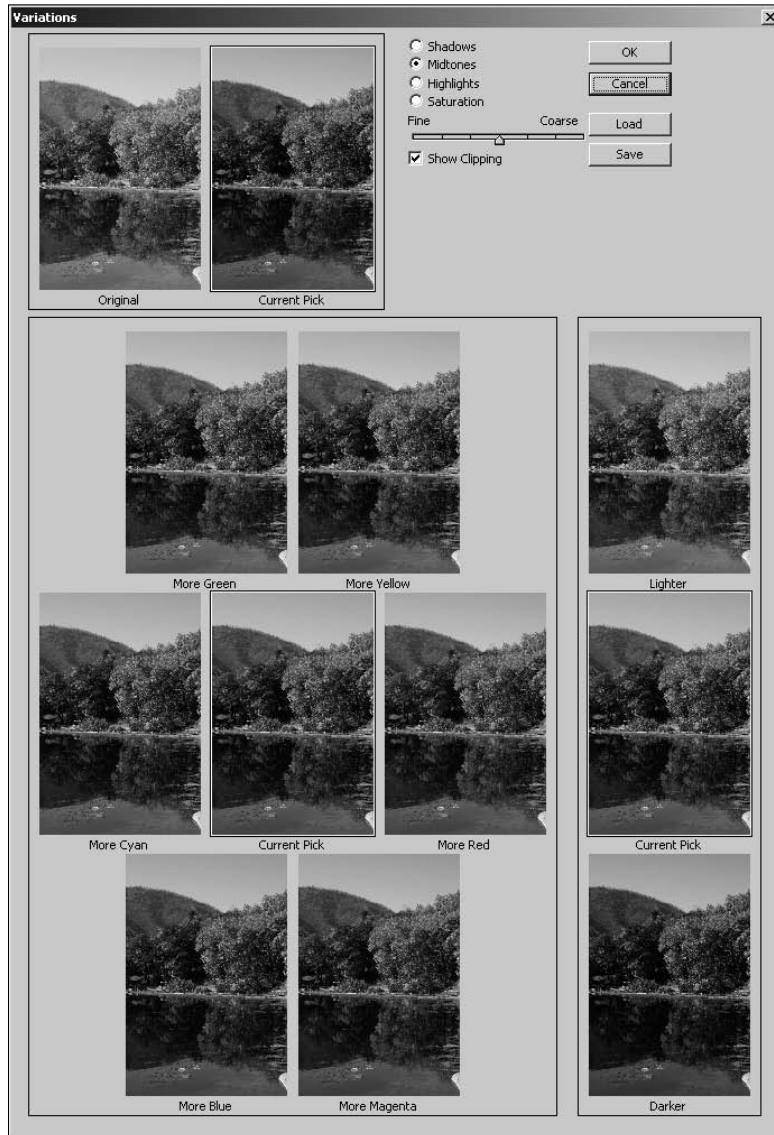 Variations
Shadows
Midtones
Highlights
Saturation
Fine Coarse
Show Clipping
OK
Cancel
Load
Save
Original Current Pick
More Green More Yellow
More Cyan Current Pick More Red
More Blue More Magenta
Lighter
Current Pick
Darker